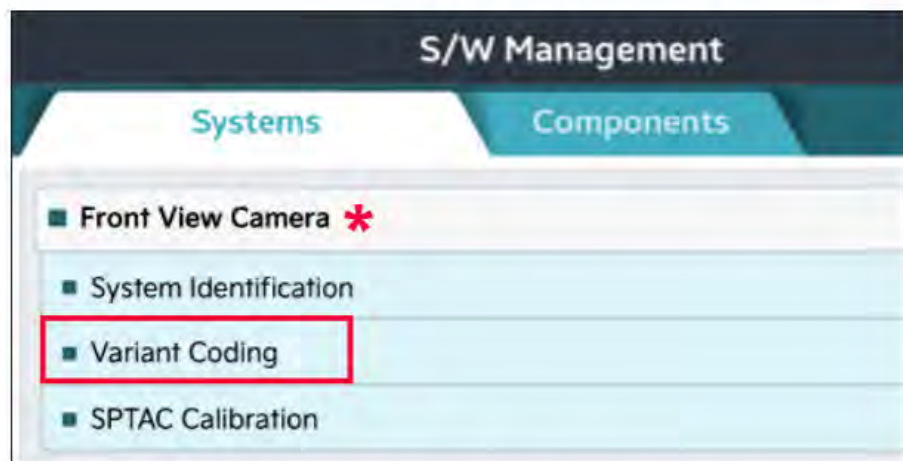 S/W Management
Systems Components
Front View Camera *
System Identification
Variant Coding
SPTAC Calibration